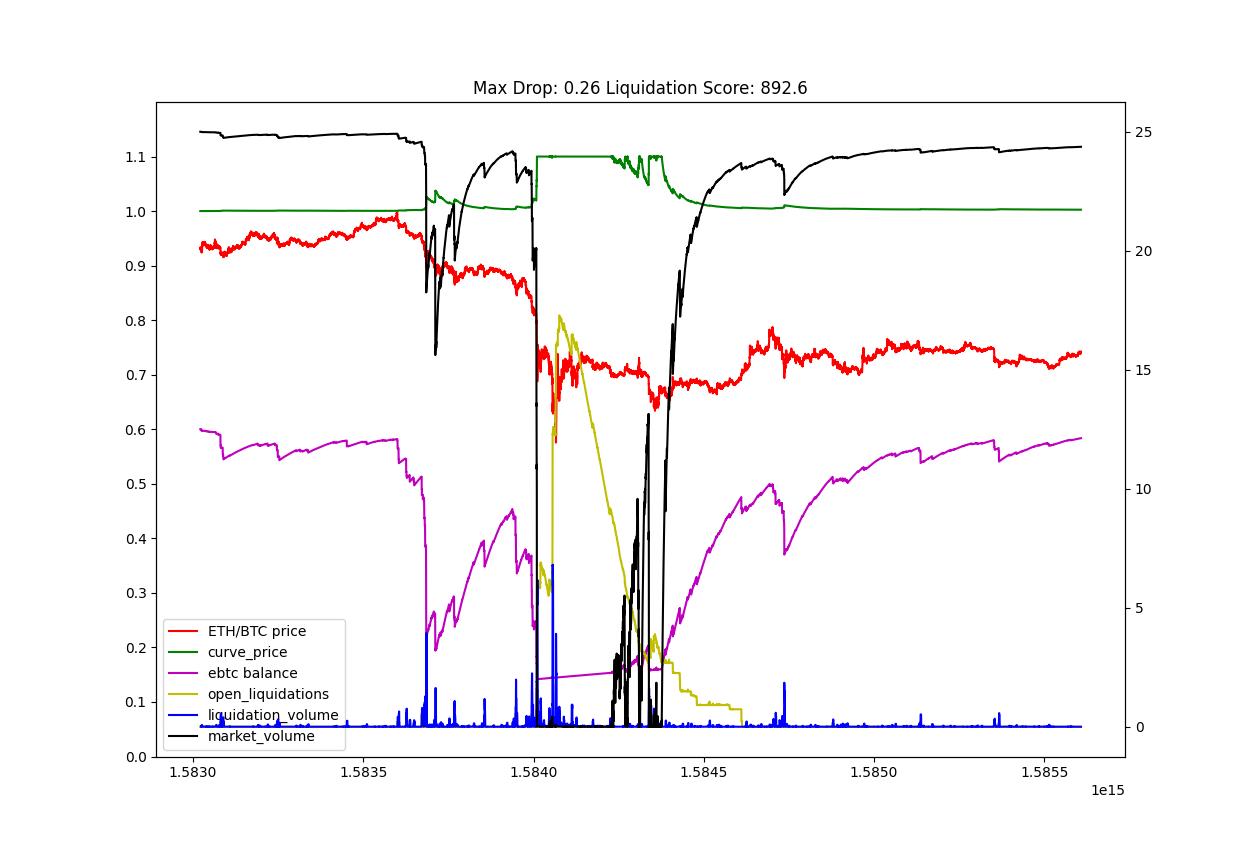 Max Drop: 0.26 Liquidation Score: 892.6
1.1
1.0
0.9
0.8
0.7
0.6
0.5
0.4
0.3
0.2
0.1
0.0
25
20
15
10
5
0
ETH/BTC price
curve_price
ebtc balance
open_liquidations
liquidation_volume
market_volume
1.5830 1.5835 1.5840 1.5845 1.5850 1.5855
1e15